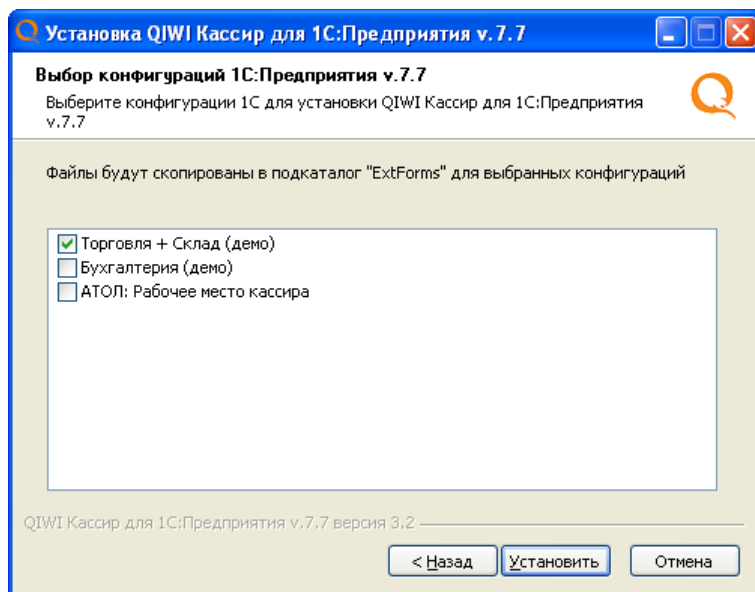 Установка QIWI Кассир для 1С:Предприятия v.7.7
Выбор конфигураций 1С:Предприятия v.7.7
Выберите конфигурации 1С для установки QIWI Кассир для 1С:Предприятия
v.7.7
Файлы будут скопированы в подкаталог "ExtForms" для выбранных конфигураций
Торговля + Склад (демо)
Бухгалтерия (демо)
АТОЛ: Рабочее место кассира
QIWI Кассир для 1С:Предприятия v.7.7 версия 3.2
< Назад Установить Отмена